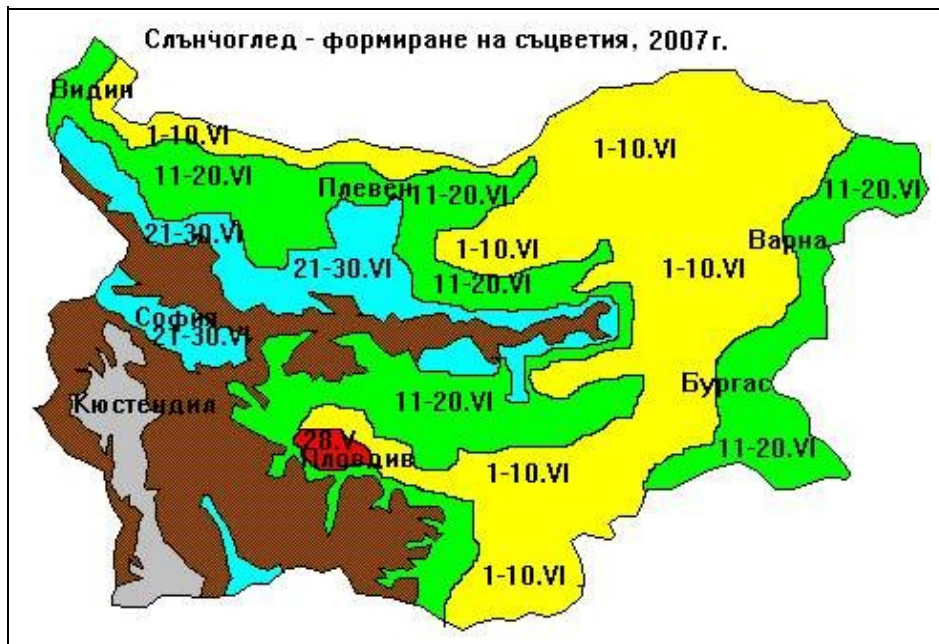 Слънчоглед - формиране на съцветия, 2007г.
Видин
1-10.VI
1-10.VI
11-20.VI
Плевен
11-20.VI
11-20.VI
21-30.VI
21-30.VI
1-10.VI
Варна
1-10.VI
11-20.VI
София
21-30.VI
Бургас
Кюстендил
11-20.VI
28.V
Пловдив
1-10.VI
11-20.VI
1-10.VI